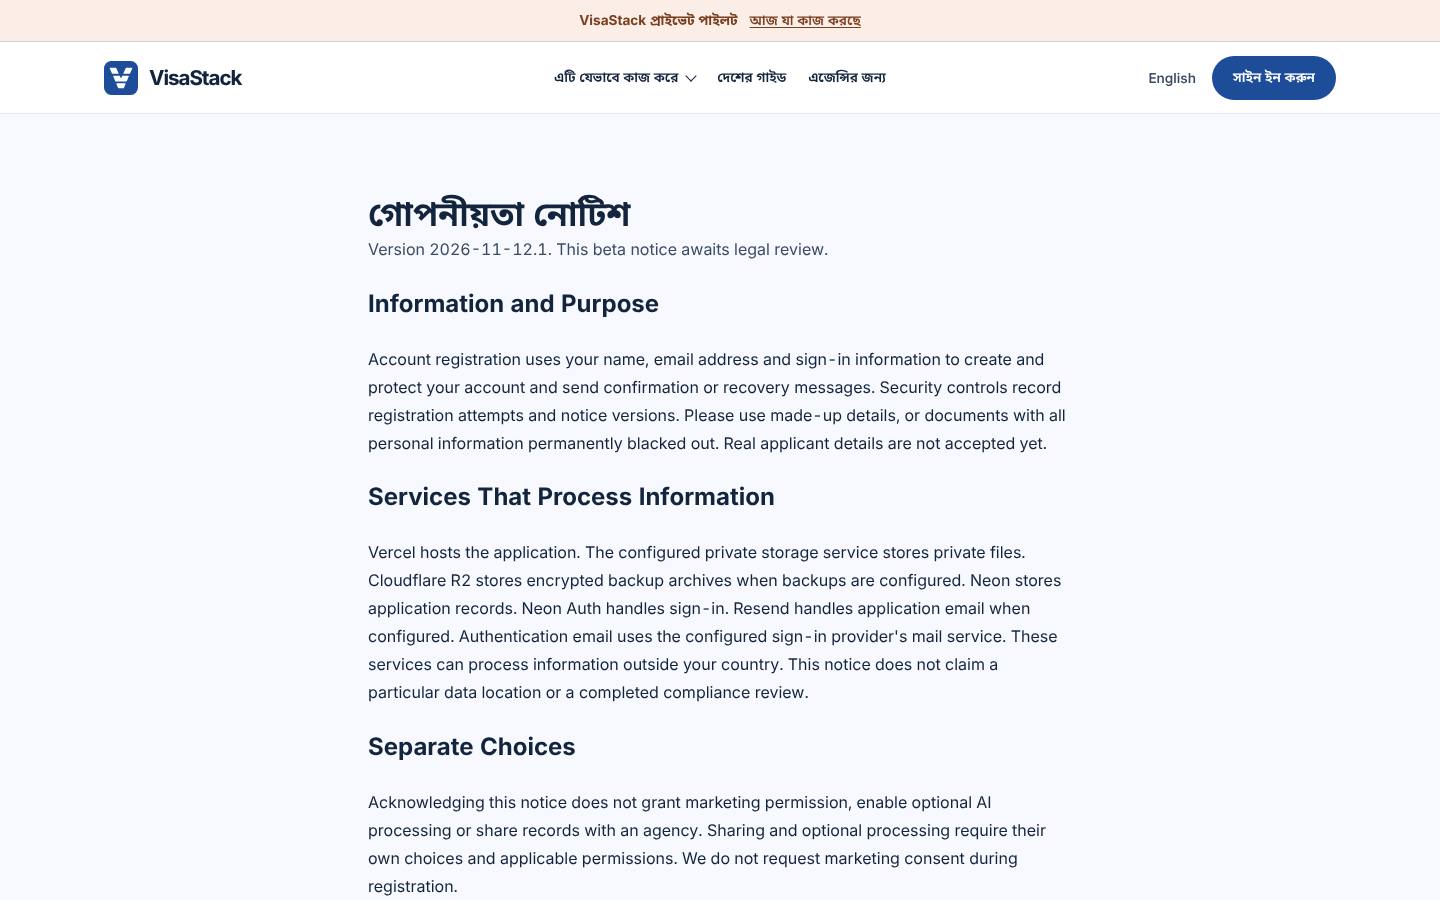 VisaStack প্রাইভেট পাইলট আজ যা কাজ করছে
VisaStack
এটি যেভাবে কাজ করে
দেশের গাইড
এজেন্সির জন্য
English
সাইন ইন করুন
গোপনীয়তা নোটিশ
Version 2026-11-12.1. This beta notice awaits legal review.
Information and Purpose
Account registration uses your name, email address and sign-in information to create and
protect your account and send confirmation or recovery messages. Security controls record
registration attempts and notice versions. Please use made-up details, or documents with all
personal information permanently blacked out. Real applicant details are not accepted yet.
Services That Process Information
Vercel hosts the application. The configured private storage service stores private files.
Cloudflare R2 stores encrypted backup archives when backups are configured. Neon stores
application records. Neon Auth handles sign-in. Resend handles application email when
configured. Authentication email uses the configured sign-in provider's mail service. These
services can process information outside your country. This notice does not claim a
particular data location or a completed compliance review.
Separate Choices
Acknowledging this notice does not grant marketing permission, enable optional AI
processing or share records with an agency. Sharing and optional processing require their
own choices and applicable permissions. We do not request marketing consent during
registration.